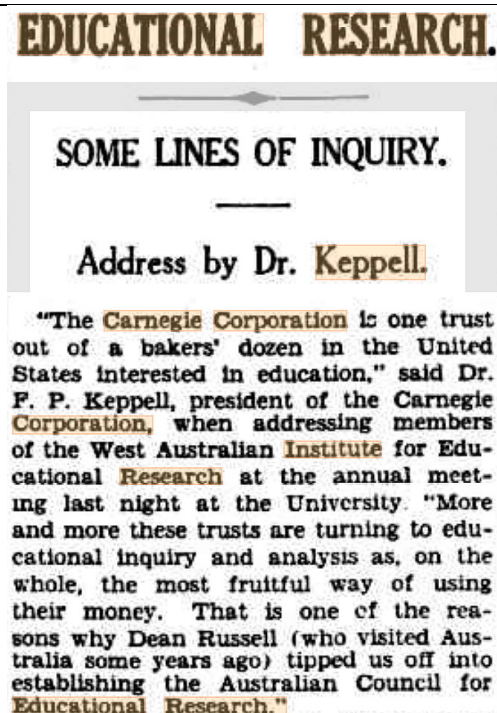 EDUCATIONAL RESEARCH.
SOME LINES OF INQUIRY.
Address by Dr. Keppell.
"The Carnegie Corporation is one trust
out of a bakers' dozen in the United
States interested in education," said Dr.
F. P. Keppell, president of the Carnegie
Corporation, when addressing members
of the West Australian Institute for Edu-
cational Research at the annual meet-
ing last night at the University. "More
and more these trusts are turning to edu-
cational inquiry and analysis as, on the
whole, the most fruitful way of using
their money. That is one of the rea-
sons why Dean Russell (who visited Aus-
tralia some years ago) tipped us off into
establishing the Australian Council for
Educational Research."